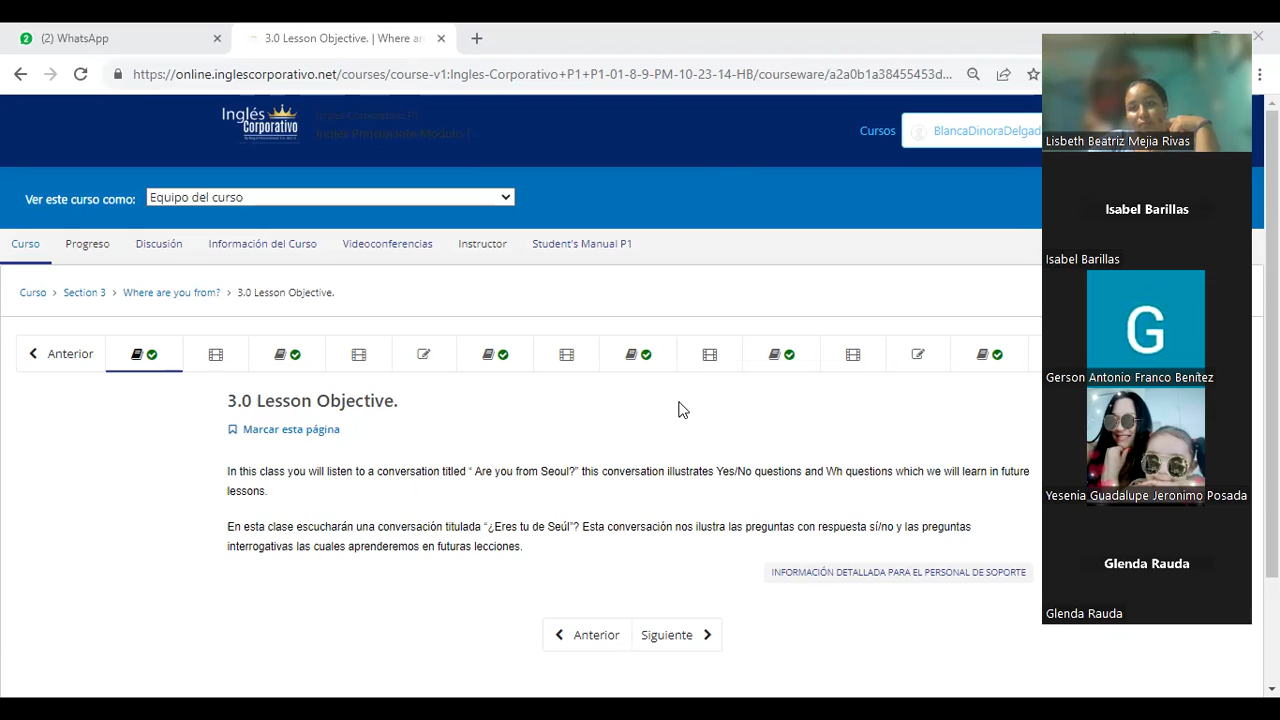 (2) WhatsApp
3.0 Lesson Objective. | Where are
https://online.inglescorporativo.net/courses/course-v1:Ingles-Corporativo+P1+P1-01-8-9-PM-10-23-14-HB/courseware/a2a0b1a38455453d...
Inglés
Corporativo
Inglés Corporativo P1
Inglés Principiante Módulo I...
Cursos
BlancaDinoraDelgad
Ver este curso como:
Equipo del curso
Curso
Progreso
Discusión
Información del Curso
Videoconferencias
Instructor
Student's Manual P1
Curso > Section 3 > Where are you from? > 3.0 Lesson Objective.
Anterior
3.0 Lesson Objective.
Marcar esta página
In this class you will listen to a conversation titled “ Are you from Seoul?” this conversation illustrates Yes/No questions and Wh questions which we will learn in future
lessons.
En esta clase escucharán una conversación titulada “¿Eres tu de Seúl”? Esta conversación nos ilustra las preguntas con respuesta sí/no y las preguntas
interrogativas las cuales aprenderemos en futuras lecciones.
INFORMACIÓN DETALLADA PARA EL PERSONAL DE SOPORTE
Anterior
Siguiente
Lisbeth Beatriz Mejia Rivas
Isabel Barillas
Isabel Barillas
G
Gerson Antonio Franco Benítez
Yesenia Guadalupe Jeronimo Posada
Glenda Rauda
Glenda Rauda